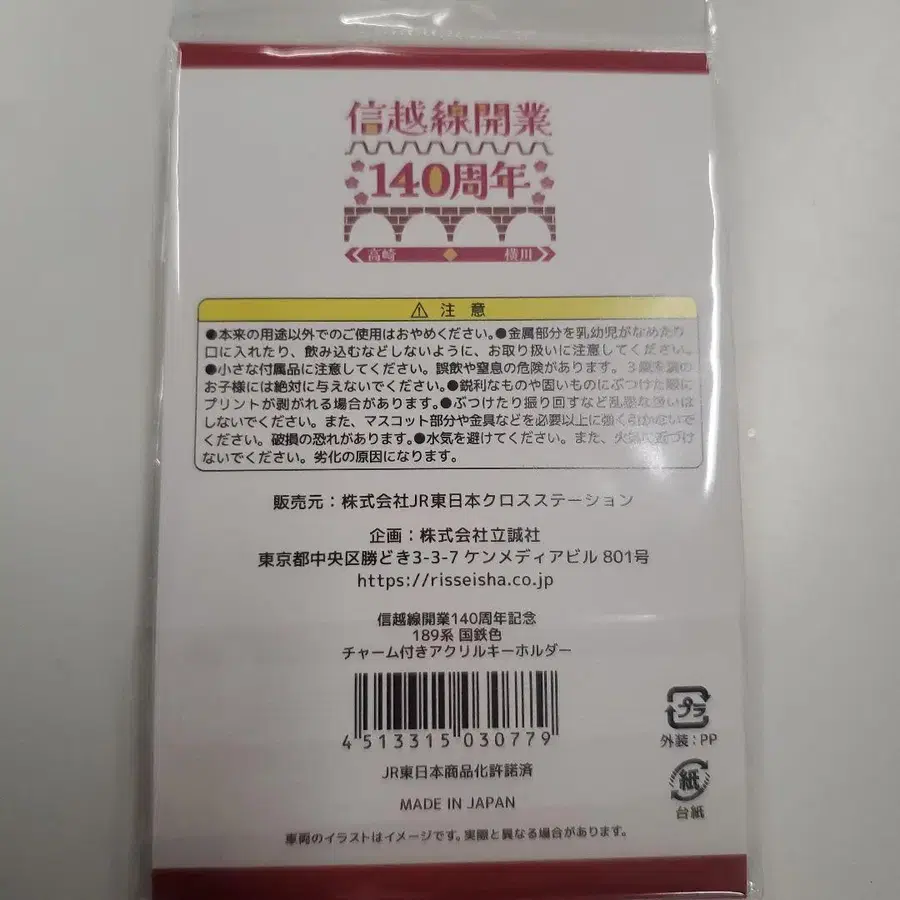 信越線開業
140周年
高崎 横川
⚠ 注意
●本来の用途以外でのご使用はおやめください。●金属部分を乳幼児がなめたり
口に入れたり、飲み込むなどしないように、お取り扱いに注意してください。
●小さな付属品に注意してください。誤飲や窒息の危険があります。3歳未満の
お子様には絶対に与えないでください。●鋭利なものや固いものにぶつけた際に
プリントが剥がれる場合があります。●ぶつけたり振り回すなど乱暴な扱いは
しないでください。また、マスコット部分や金具などを必要以上に強く引かないで
ください。破損の恐れがあります。●水気を避けてください。また、火気に近づけ
ないでください。劣化の原因になります。
販売元：株式会社JR東日本クロスステーション
企画：株式会社立誠社
東京都中央区勝どき3-3-7 ケンメディアビル 801号
https://risseisha.co.jp
信越線開業140周年記念
189系 国鉄色
チャーム付きアクリルキーホルダー
4 513315 030779
プラ
外装：PP
紙
台紙
JR東日本商品化許諾済
MADE IN JAPAN
車両のイラストはイメージです。実際と異なる場合があります。